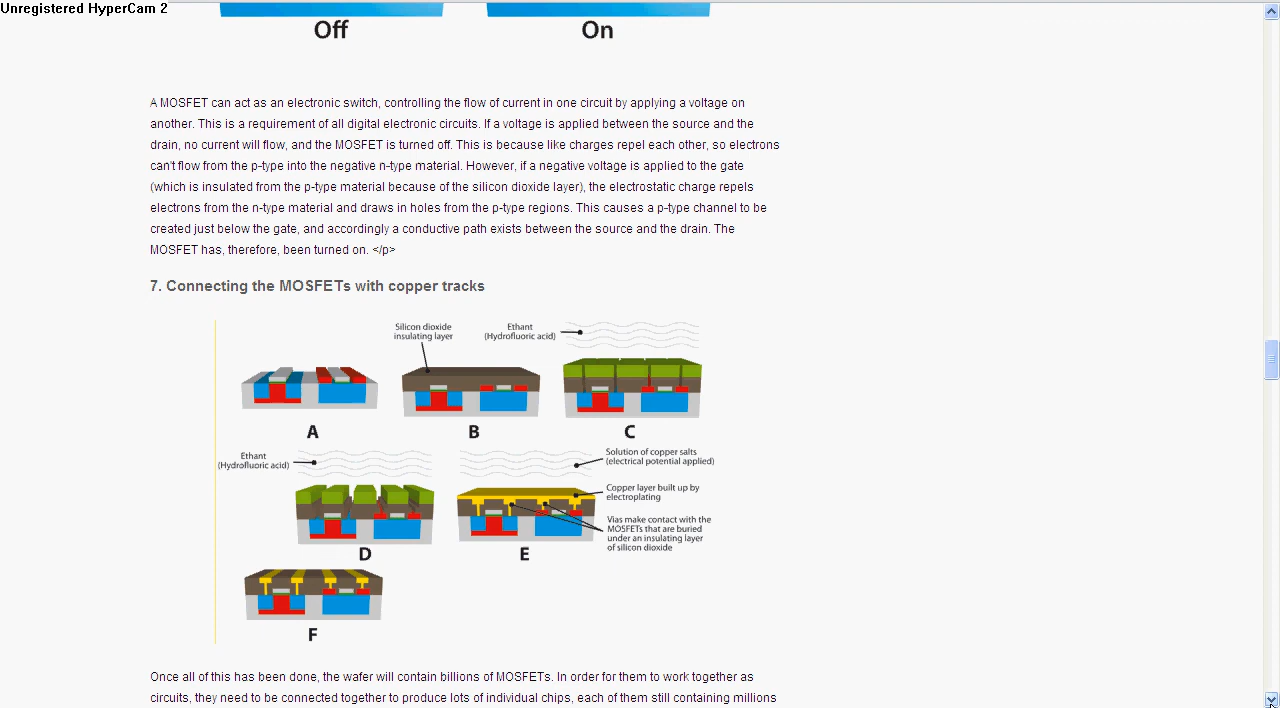 Unregistered HyperCam 2
Off
On
A MOSFET can act as an electronic switch, controlling the flow of current in one circuit by applying a voltage on
another. This is a requirement of all digital electronic circuits. If a voltage is applied between the source and the
drain, no current will flow, and the MOSFET is turned off. This is because like charges repel each other, so electrons
can't flow from the p-type into the negative n-type material. However, if a negative voltage is applied to the gate
(which is insulated from the p-type material because of the silicon dioxide layer), the electrostatic charge repels
electrons from the n-type material and draws in holes from the p-type regions. This causes a p-type channel to be
created just below the gate, and accordingly a conductive path exists between the source and the drain. The
MOSFET has, therefore, been turned on. </p>
7. Connecting the MOSFETs with copper tracks
Silicon dioxide
insulating layer
Ethant
(Hydrofluoric acid)
A
B
C
Ethant
(Hydrofluoric acid)
Solution of copper salts
(electrical potential applied)
Copper layer built up by
electroplating
Vias make contact with the
MOSFETs that are buried
under an insulating layer
of silicon dioxide
D
E
F
Once all of this has been done, the wafer will contain billions of MOSFETs. In order for them to work together as
circuits, they need to be connected together to produce lots of individual chips, each of them still containing millions